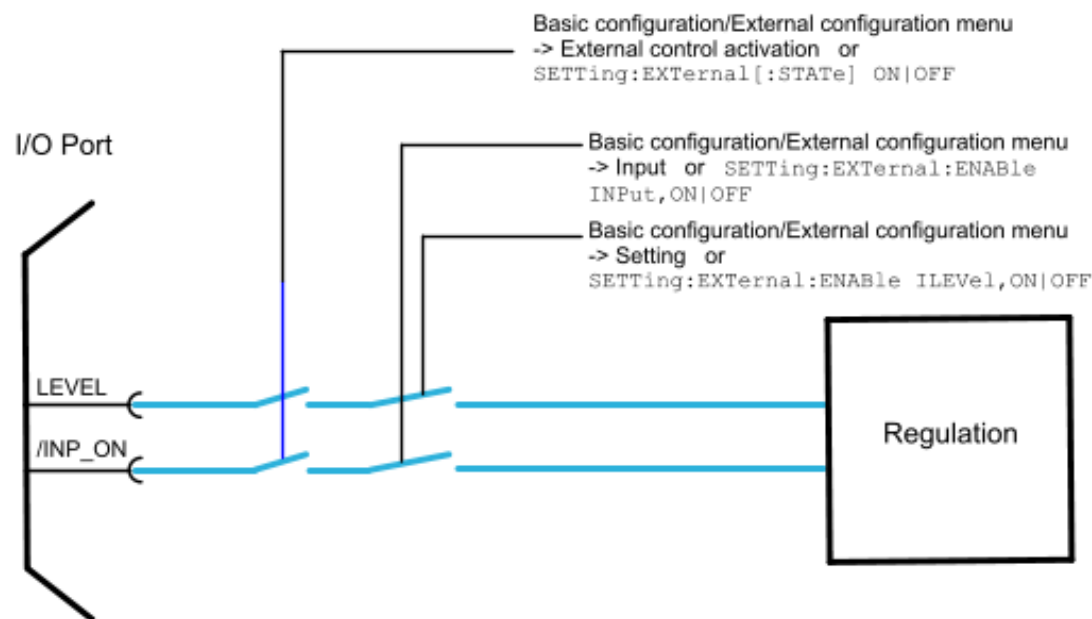 Basic configuration/External configuration menu
-> External control activation or
SETTing:EXTernal[:STATe] ON|OFF
I/O Port
Basic configuration/External configuration menu
-> Input or SETTing:EXTernal:ENABle
INPut,ON|OFF
Basic configuration/External configuration menu
-> Setting or
SETTing:EXTernal:ENABle ILEVel,ON|OFF
LEVEL
/INP_ON
Regulation